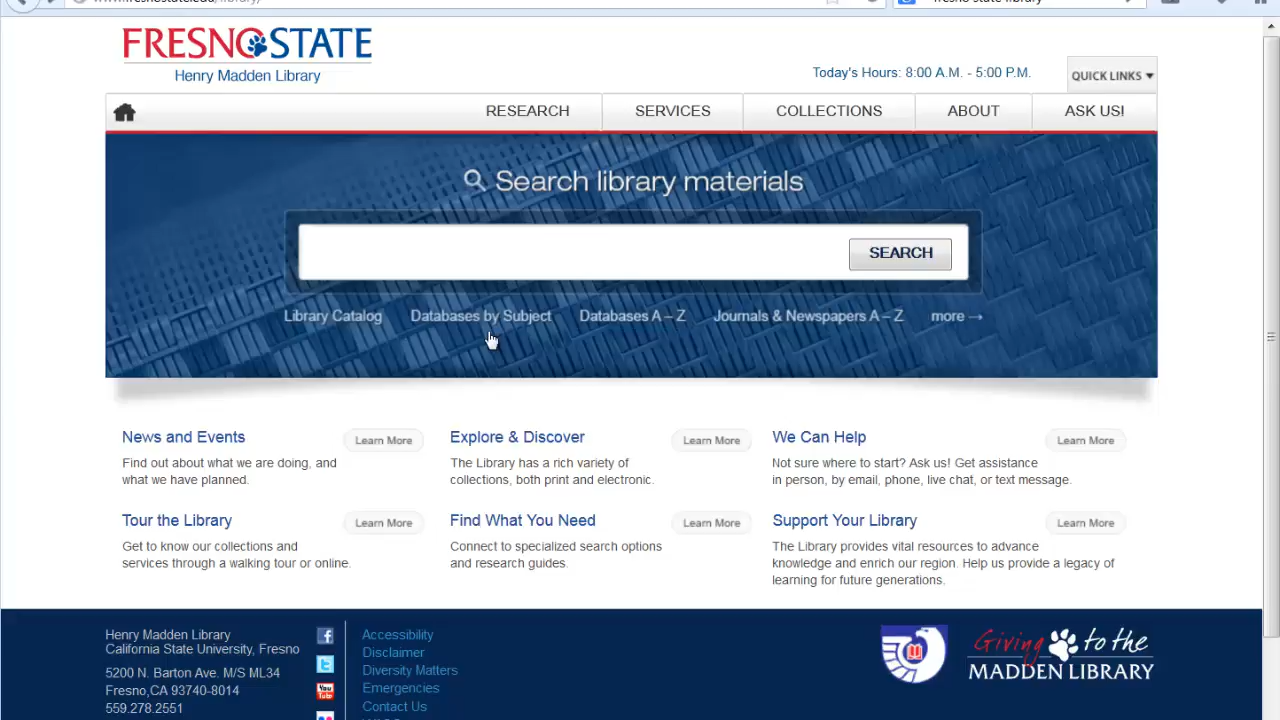 fresno state library
FRESNO STATE
Henry Madden Library
Today's Hours: 8:00 A.M. - 5:00 P.M.
QUICK LINKS
RESEARCH
SERVICES
COLLECTIONS
ABOUT
ASK US!
Search library materials
SEARCH
Library Catalog
Databases by Subject
Databases A – Z
Journals & Newspapers A – Z
more →
News and Events
Learn More
Find out about what we are doing, and
what we have planned.
Explore & Discover
Learn More
The Library has a rich variety of
collections, both print and electronic.
We Can Help
Learn More
Not sure where to start? Ask us! Get assistance
in person, by email, phone, live chat, or text message.
Tour the Library
Learn More
Get to know our collections and
services through a walking tour or online.
Find What You Need
Learn More
Connect to specialized search options
and research guides.
Support Your Library
Learn More
The Library provides vital resources to advance
knowledge and enrich our region. Help us provide a legacy of
learning for future generations.
Henry Madden Library
California State University, Fresno
5200 N. Barton Ave. M/S ML34
Fresno,CA 93740-8014
559.278.2551
You Tube
Accessibility
Disclaimer
Diversity Matters
Emergencies
Contact Us
Giving to the
MADDEN LIBRARY